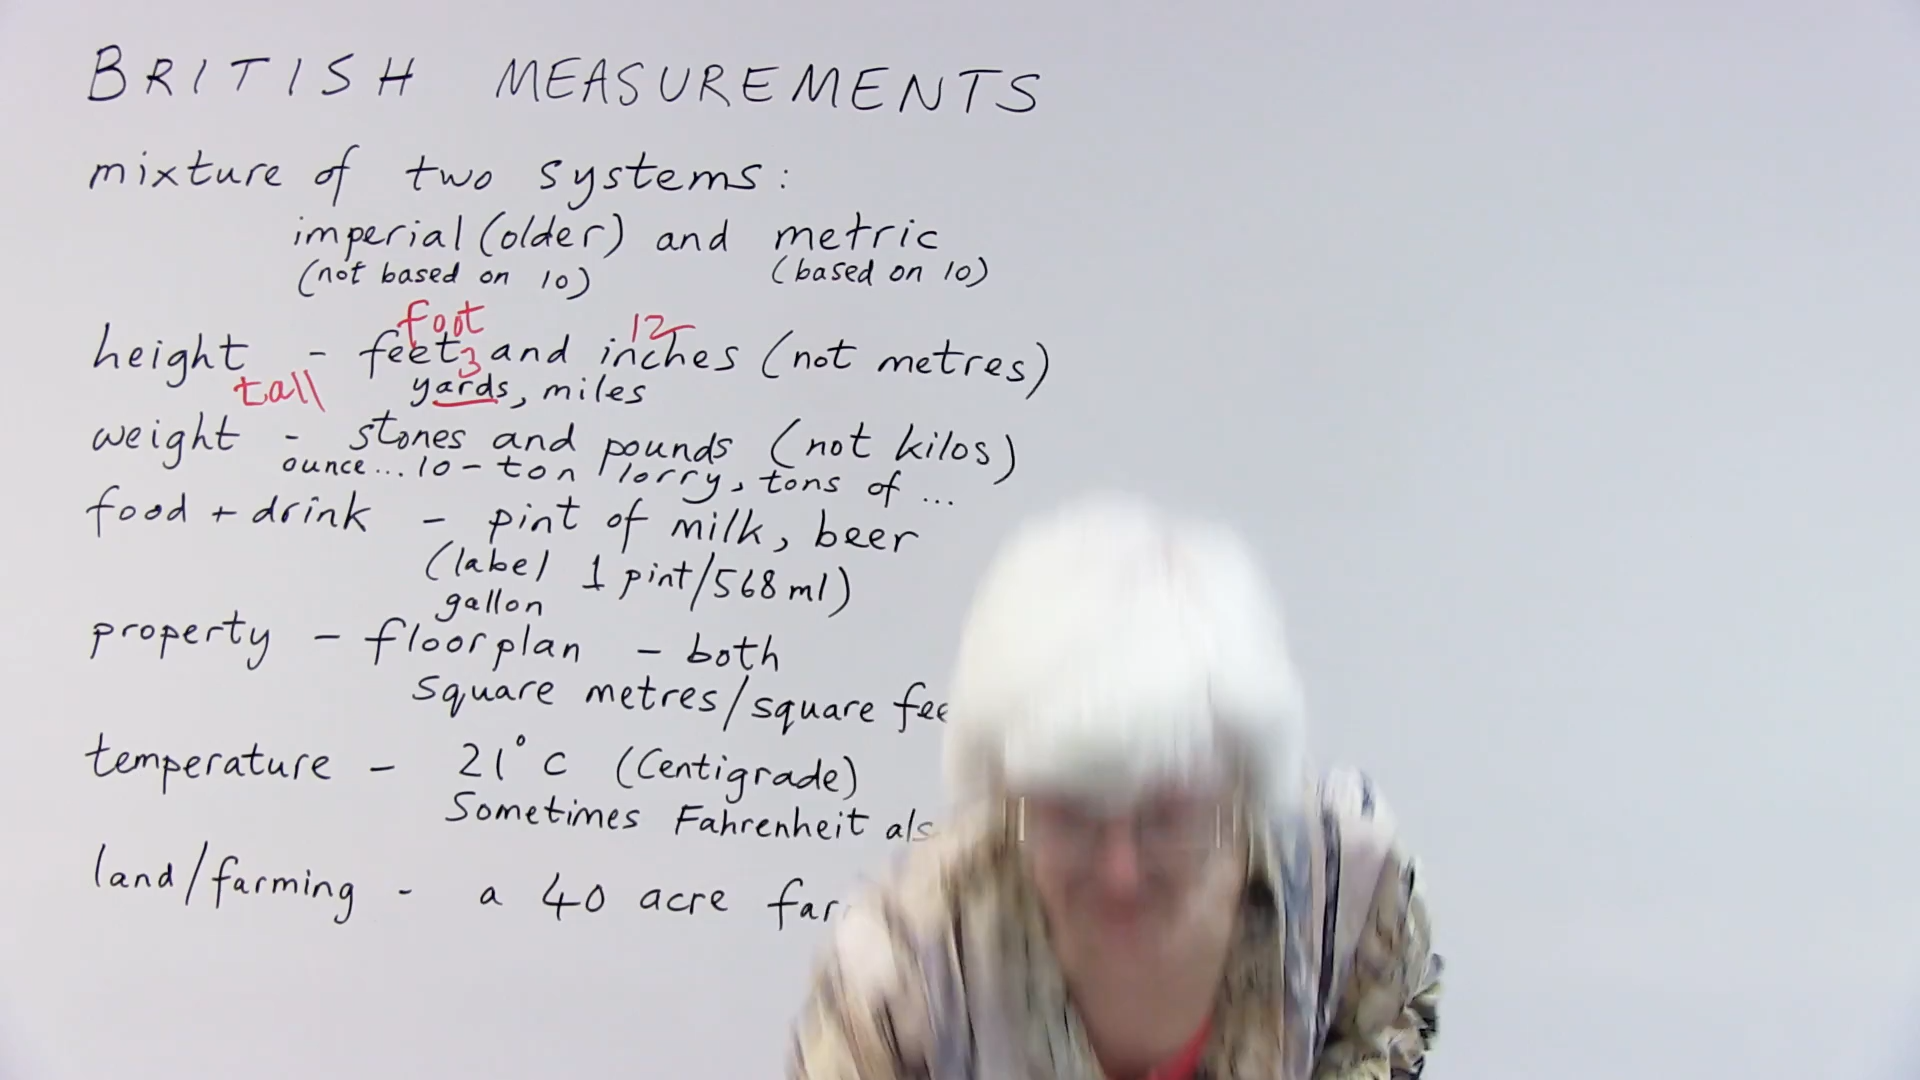 BRITISH MEASUREMENTS
mixture of two systems:
imperial (older) and metric
(not based on 10) (based on 10)
foot 12
height - feet 3 and inches (not metres)
tall yards, miles
weight - stones and pounds (not kilos)
ounce... 10-ton lorry, tons of ...
food + drink - pint of milk, beer
(label 1 pint/568 ml)
gallon
property - floorplan - both
square metres/square
temperature - 21°C (Centigrade)
Sometimes Fahrenheit
land/farming - a 40 acre